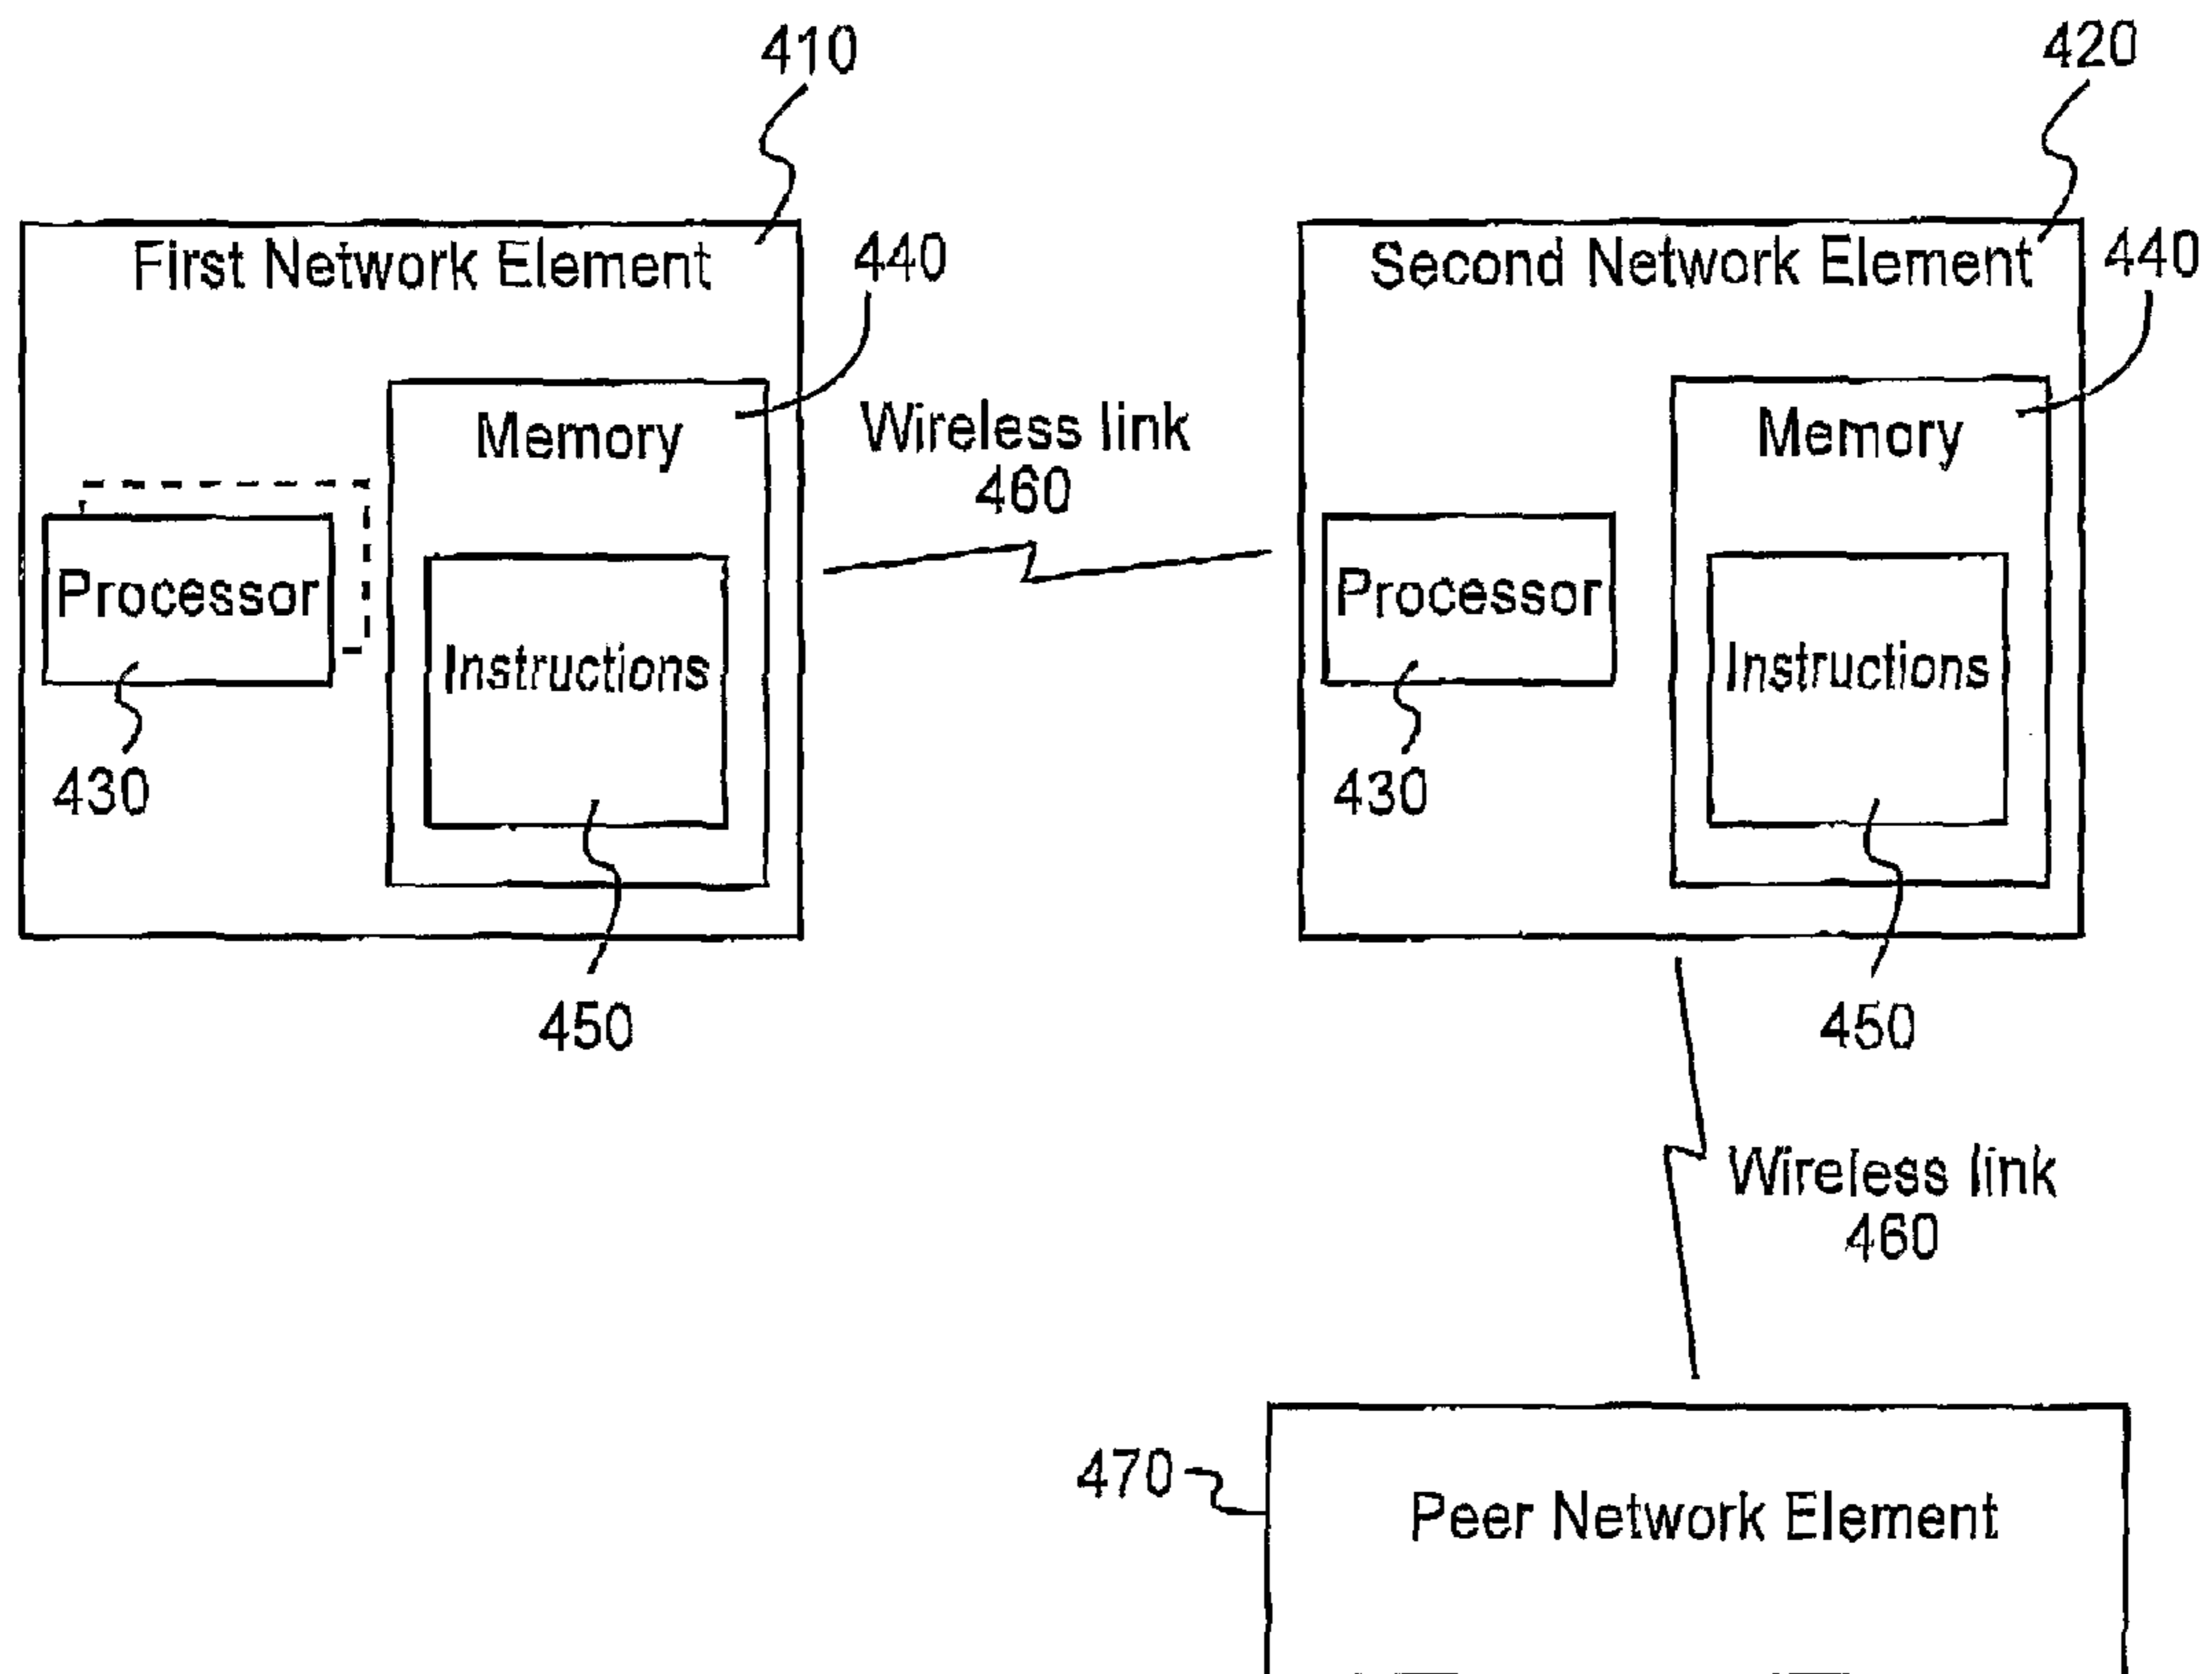 410
420
First Network Element
440
Second Network Element
440
Memory
Wireless link
460
Memory
Processor
Instructions
430
450
Processor
Instructions
430
450
Wireless link
460
470
Peer Network Element